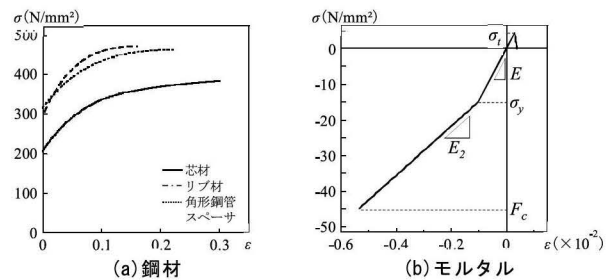 σ(N/mm²)
500
400
300
200
100
0
0
0.1
0.2
0.3
ε
芯材
リブ材
角形鋼管
スペーサ
(a)鋼材
σ(N/mm²)
0
-10
-20
-30
-40
-50
-0.6
-0.4
-0.2
0
ε(×10⁻²)
σt
E
σy
E2
Fc
(b)モルタル